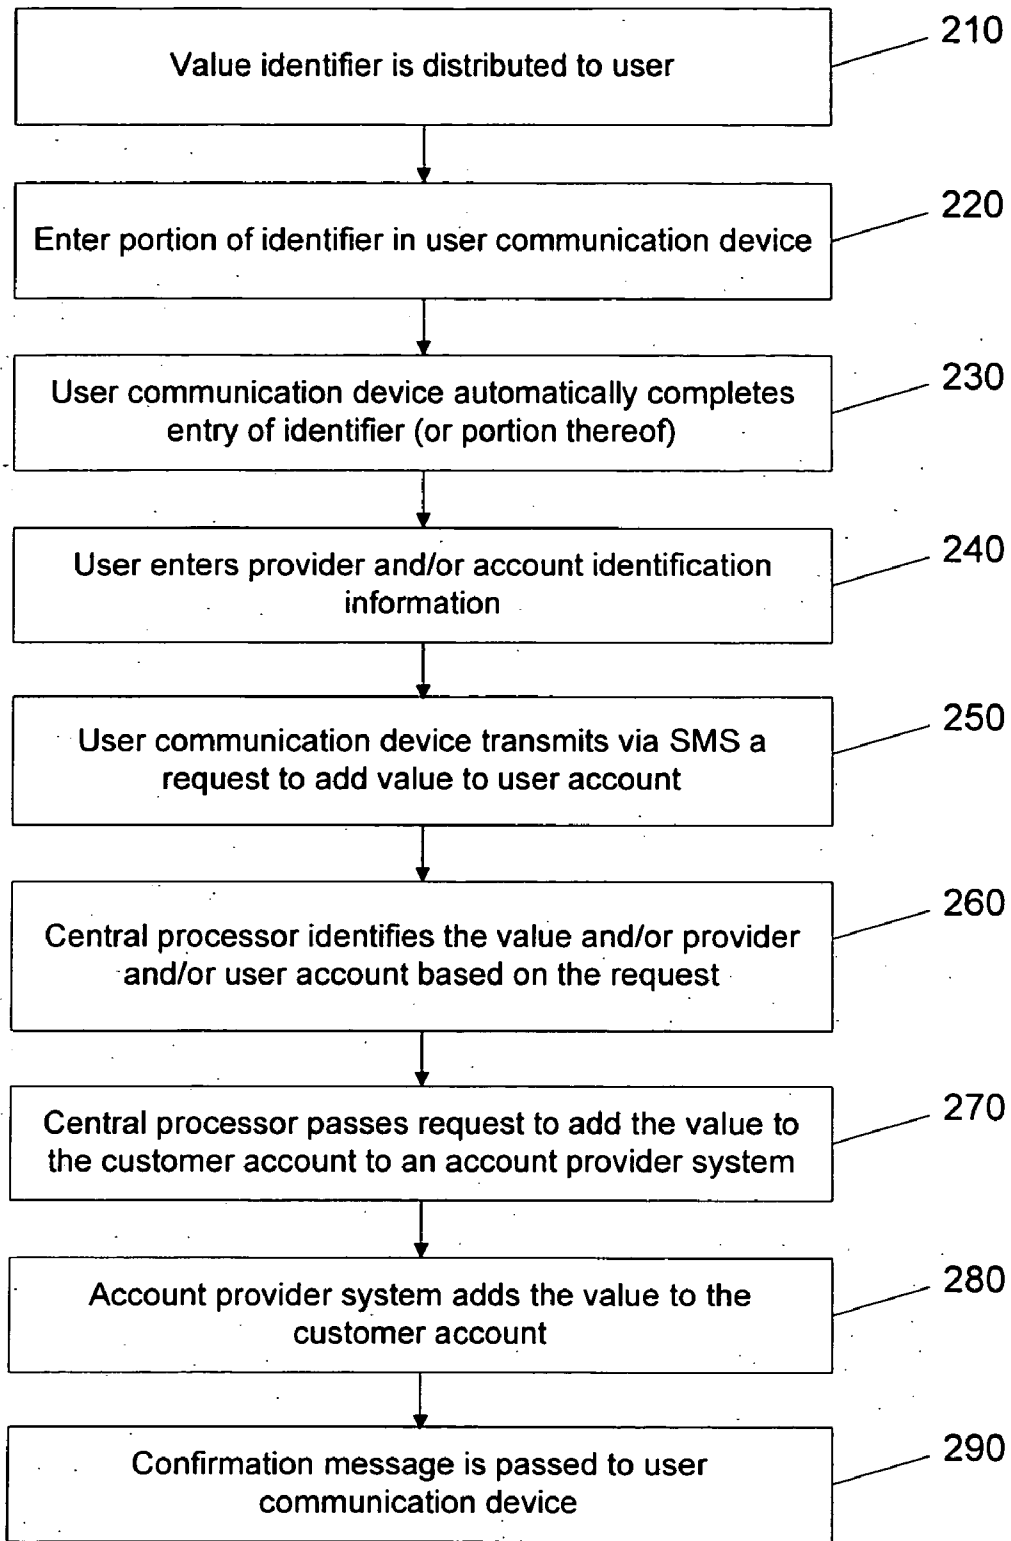 210
Value identifier is distributed to user
220
Enter portion of identifier in user communication device
230
User communication device automatically completes
entry of identifier (or portion thereof)
240
User enters provider and/or account identification
information
250
User communication device transmits via SMS a
request to add value to user account
260
Central processor identifies the value and/or provider
and/or user account based on the request
270
Central processor passes request to add the value to
the customer account to an account provider system
280
Account provider system adds the value to the
customer account
290
Confirmation message is passed to user
communication device